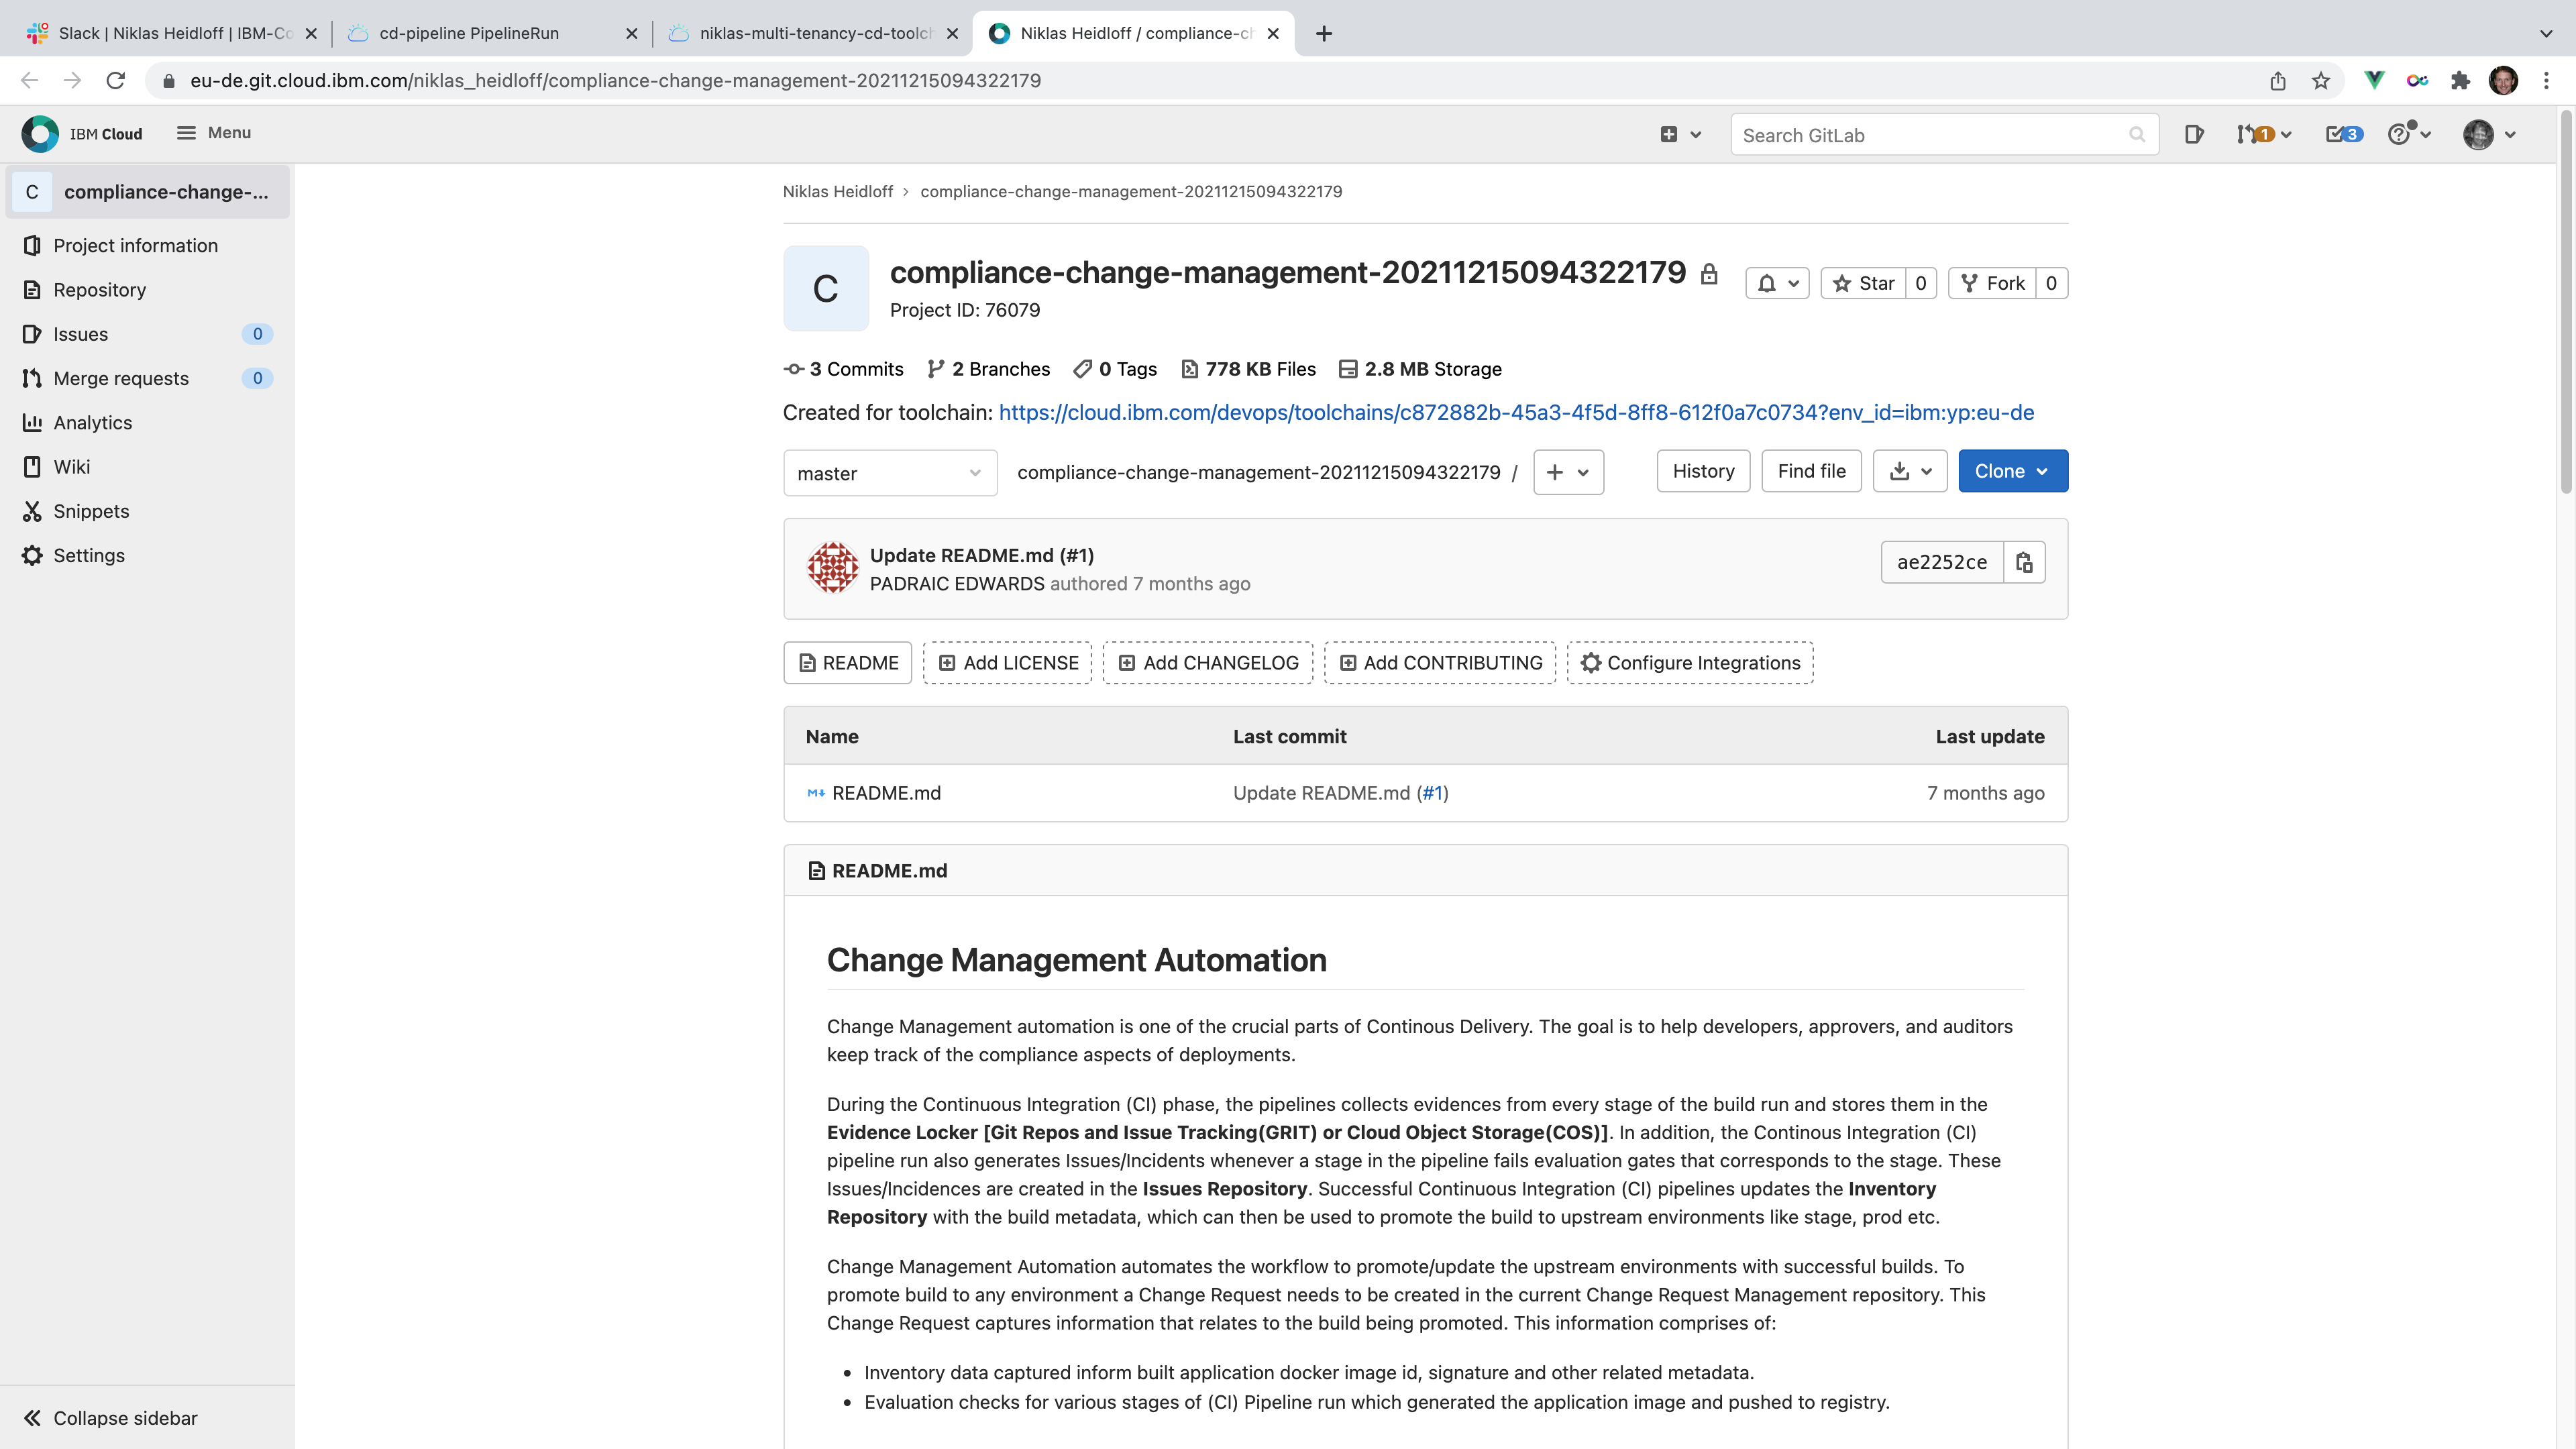 Slack | Niklas Heidloff | IBM-Co
cd-pipeline PipelineRun
niklas-multi-tenancy-cd-toolch
Niklas Heidloff / compliance-ch
eu-de.git.cloud.ibm.com/niklas_heidloff/compliance-change-management-20211215094322179
IBM Cloud
Menu
Search GitLab
1
3
C
compliance-change-...
Project information
Repository
Issues 0
Merge requests 0
Analytics
Wiki
Snippets
Settings
Collapse sidebar
Niklas Heidloff > compliance-change-management-20211215094322179
C
compliance-change-management-20211215094322179
Project ID: 76079
Star 0
Fork 0
3 Commits 2 Branches 0 Tags 778 KB Files 2.8 MB Storage
Created for toolchain: https://cloud.ibm.com/devops/toolchains/c872882b-45a3-4f5d-8ff8-612f0a7c0734?env_id=ibm:yp:eu-de
master
compliance-change-management-20211215094322179 /
History
Find file
Clone
Update README.md (#1)
PADRAIC EDWARDS authored 7 months ago
ae2252ce
README
Add LICENSE
Add CHANGELOG
Add CONTRIBUTING
Configure Integrations
Name Last commit Last update
README.md Update README.md (#1) 7 months ago
README.md
Change Management Automation
Change Management automation is one of the crucial parts of Continous Delivery. The goal is to help developers, approvers, and auditors
keep track of the compliance aspects of deployments.
During the Continuous Integration (CI) phase, the pipelines collects evidences from every stage of the build run and stores them in the
Evidence Locker [Git Repos and Issue Tracking(GRIT) or Cloud Object Storage(COS)]. In addition, the Continous Integration (CI)
pipeline run also generates Issues/Incidents whenever a stage in the pipeline fails evaluation gates that corresponds to the stage. These
Issues/Incidences are created in the Issues Repository. Successful Continuous Integration (CI) pipelines updates the Inventory
Repository with the build metadata, which can then be used to promote the build to upstream environments like stage, prod etc.
Change Management Automation automates the workflow to promote/update the upstream environments with successful builds. To
promote build to any environment a Change Request needs to be created in the current Change Request Management repository. This
Change Request captures information that relates to the build being promoted. This information comprises of:
• Inventory data captured inform built application docker image id, signature and other related metadata.
• Evaluation checks for various stages of (CI) Pipeline run which generated the application image and pushed to registry.